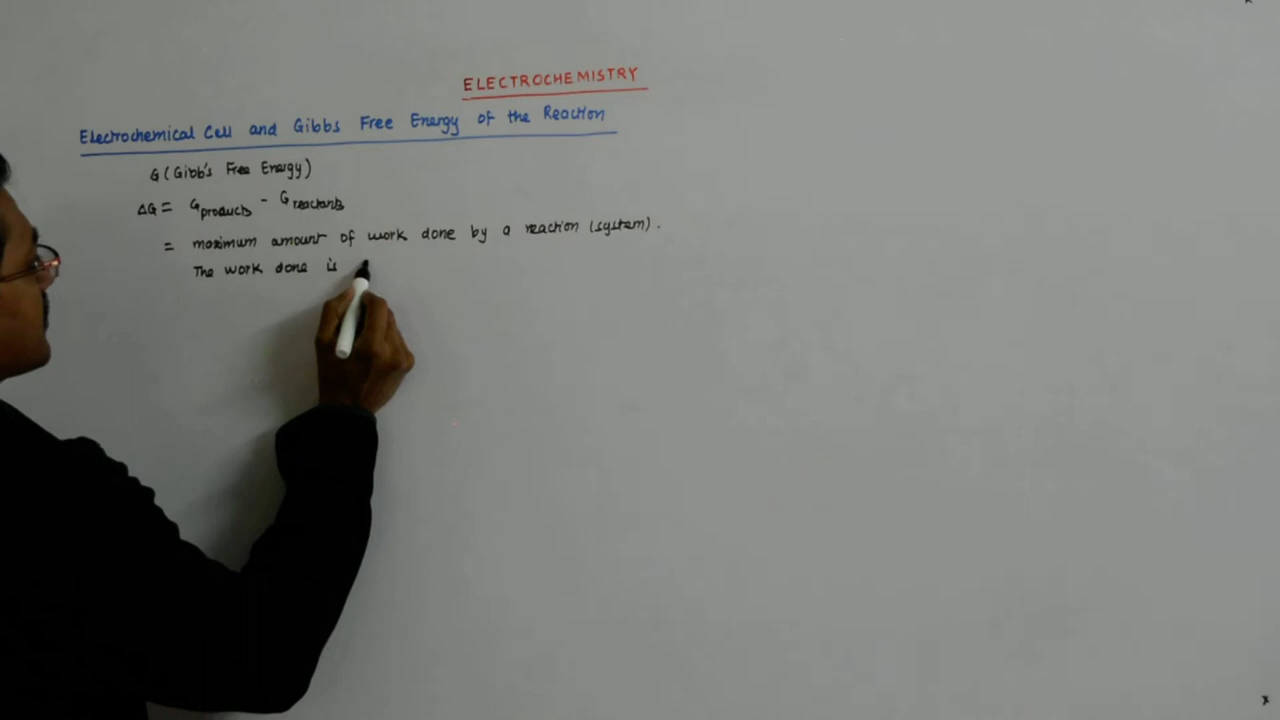 ELECTROCHEMISTRY
Electrochemical Cell and Gibbs Free Energy of the Reaction
G (Gibb's Free Energy)
ΔG = Gproducts - Greactants
= maximum amount of work done by a reaction (system).
The work done is